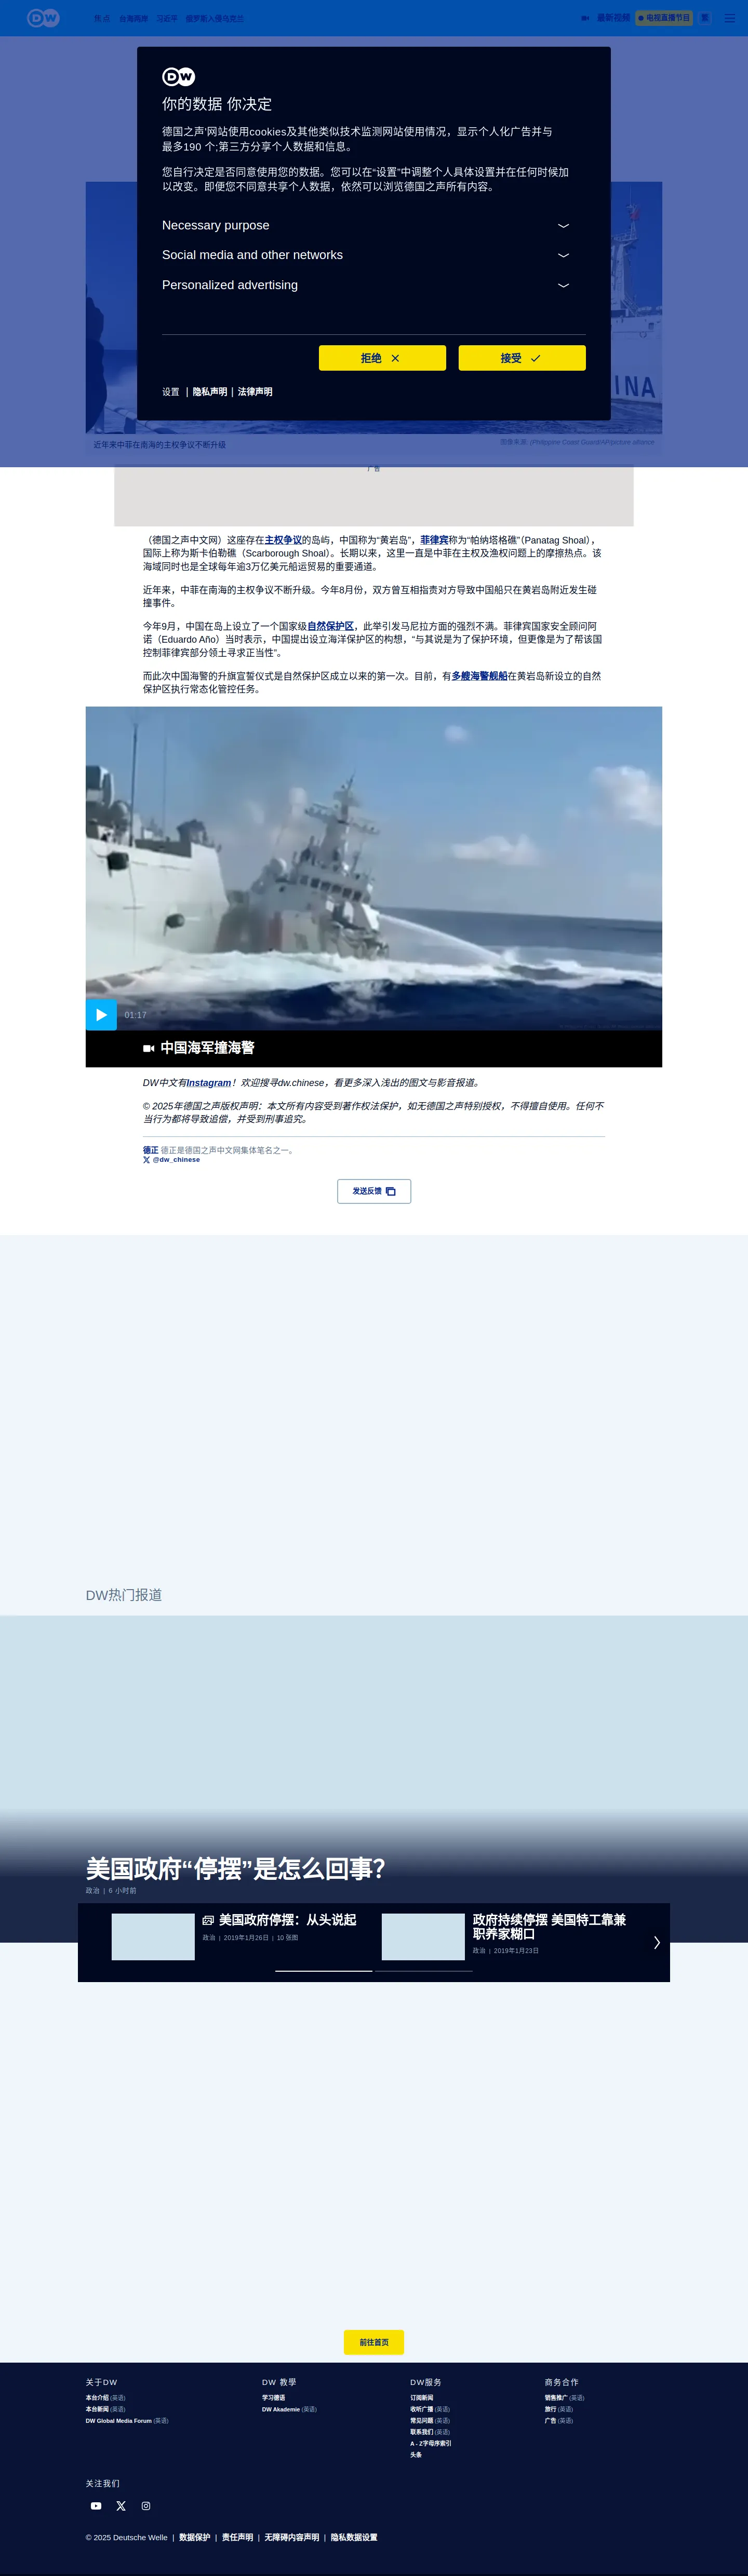 DW
焦点 台海两岸 习近平 俄罗斯入侵乌克兰
最新视频 电视直播节目 繁
DW
你的数据 你决定
德国之声'网站使用cookies及其他类似技术监测网站使用情况，显示个人化广告并与
最多190 个;第三方分享个人数据和信息。
您自行决定是否同意使用您的数据。您可以在“设置”中调整个人具体设置并在任何时候加
以改变。即便您不同意共享个人数据，依然可以浏览德国之声所有内容。
Necessary purpose
Social media and other networks
Personalized advertising
拒绝 接受
设置 | 隐私声明 | 法律声明
INA
近年来中菲在南海的主权争议不断升级
图像来源: (Philippine Coast Guard/AP/picture alliance
广告
（德国之声中文网）这座存在主权争议的岛屿，中国称为“黄岩岛”，菲律宾称为“帕纳塔格礁”（Panatag Shoal），
国际上称为斯卡伯勒礁（Scarborough Shoal）。长期以来，这里一直是中菲在主权及渔权问题上的摩擦热点。该
海域同时也是全球每年逾3万亿美元船运贸易的重要通道。
近年来，中菲在南海的主权争议不断升级。今年8月份，双方曾互相指责对方导致中国船只在黄岩岛附近发生碰
撞事件。
今年9月，中国在岛上设立了一个国家级自然保护区，此举引发马尼拉方面的强烈不满。菲律宾国家安全顾问阿
诺（Eduardo Año）当时表示，中国提出设立海洋保护区的构想，“与其说是为了保护环境，但更像是为了帮该国
控制菲律宾部分领土寻求正当性”。
而此次中国海警的升旗宣誓仪式是自然保护区成立以来的第一次。目前，有多艘海警舰船在黄岩岛新设立的自然
保护区执行常态化管控任务。
01:17
中国海军撞海警
DW中文有Instagram！欢迎搜寻dw.chinese，看更多深入浅出的图文与影音报道。
© 2025年德国之声版权声明：本文所有内容受到著作权法保护，如无德国之声特别授权，不得擅自使用。任何不
当行为都将导致追偿，并受到刑事追究。
德正 德正是德国之声中文网集体笔名之一。
@dw_chinese
发送反馈
DW热门报道
美国政府“停摆”是怎么回事？
政治 | 6 小时前
美国政府停摆：从头说起
政治 | 2019年1月26日 | 10 张图
政府持续停摆 美国特工靠兼
职养家糊口
政治 | 2019年1月23日
前往首页
关于DW
本台介绍 (英语)
本台新闻 (英语)
DW Global Media Forum (英语)
DW 教學
学习德语
DW Akademie (英语)
DW服务
订阅新闻
收听广播 (英语)
常见问题 (英语)
联系我们 (英语)
A - Z字母序索引
头条
商务合作
销售推广 (英语)
旅行 (英语)
广告 (英语)
关注我们
© 2025 Deutsche Welle | 数据保护 | 责任声明 | 无障碍内容声明 | 隐私数据设置